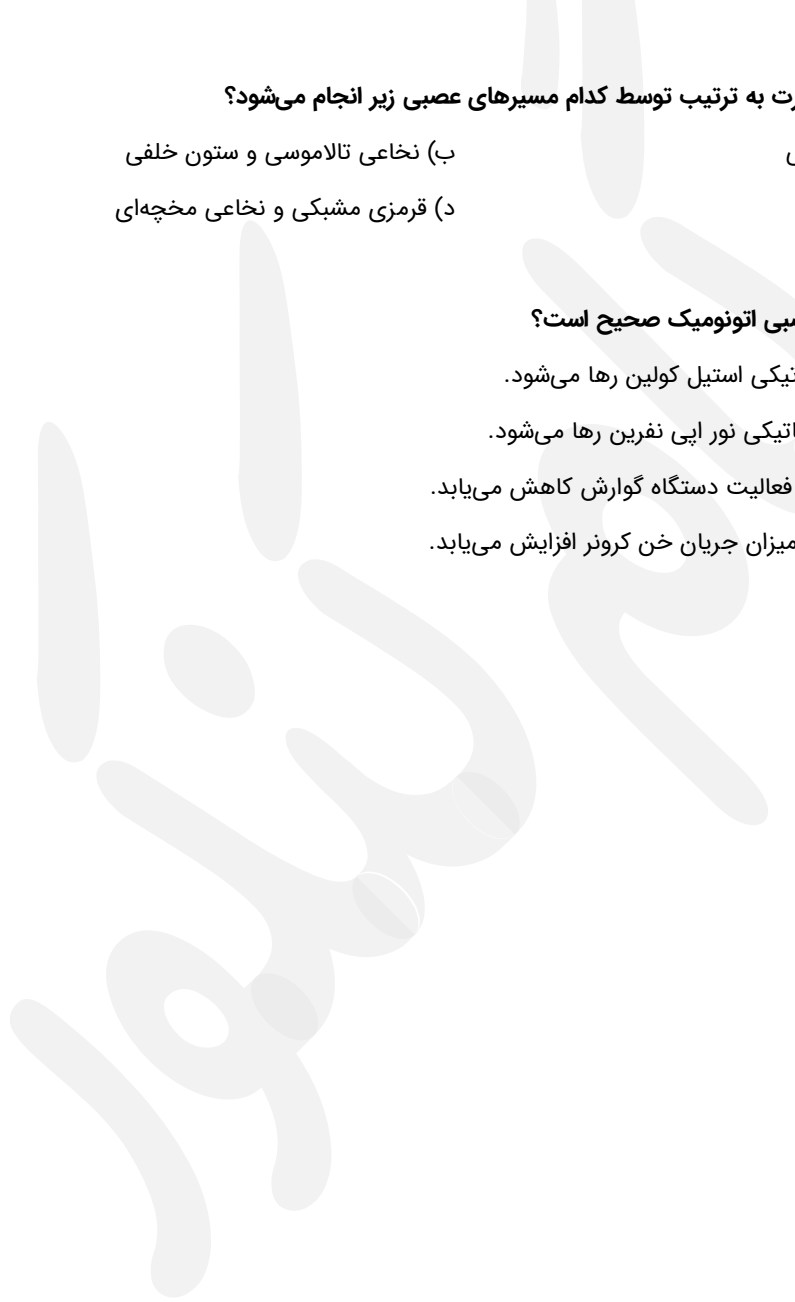 رت به ترتیب توسط کدام مسیرهای عصبی زیر انجام می‌شود؟
ی ب) نخاعی تالاموسی و ستون خلفی
د) قرمزی مشبکی و نخاعی مخچه‌ای
سبی اتونومیک صحیح است؟
تیکی استیل کولین رها می‌شود.
اتیکی نور اپی نفرین رها می‌شود.
فعالیت دستگاه گوارش کاهش می‌یابد.
میزان جریان خن کرونر افزایش می‌یابد.